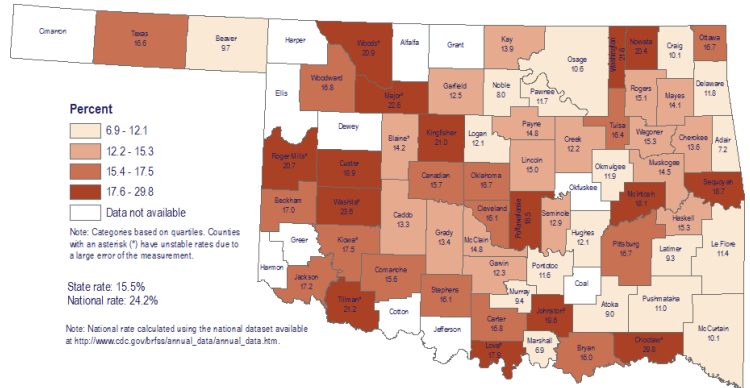 Cimarron
Texas
16.6
Beaver
9.7
Harper
Woods*
20.9
Alfalfa
Grant
Kay
13.9
Osage
10.6
Washington
21.6
Nowata
20.4
Craig
10.1
Ottawa
16.7
Ellis
Woodward
16.8
Major*
22.6
Garfield
12.5
Noble
8.0
Pawnee
11.7
Rogers
15.1
Mayes
14.1
Delaware
11.8
Percent
6.9 - 12.1
12.2 - 15.3
15.4 - 17.5
17.6 - 29.8
Data not available
Dewey
Blaine*
14.2
Kingfisher
21.0
Logan
12.1
Payne
14.8
Creek
12.2
Tulsa
16.4
Wagoner
15.3
Cherokee
13.6
Adair
7.2
Roger Mills*
20.7
Custer
18.9
Canadian
15.7
Oklahoma
16.7
Lincoln
15.0
Okmulgee
11.9
Muskogee
14.5
Sequoyah
18.7
Beckham
17.0
Washita*
23.6
Caddo
13.3
Grady
13.4
Cleveland
16.1
Pottawatomie
18.5
Seminole
12.9
Okfuskee
McIntosh
18.1
Haskell
15.3
Note: Categories based on quartiles. Counties
with an asterisk (*) have unstable rates due to
a large error of the measurement.
Greer
Kiowa*
17.5
McClain
14.8
Hughes
12.1
Pittsburg
16.7
Latimer
9.3
Le Flore
11.4
State rate: 15.5%
National rate: 24.2%
Harmon
Jackson
17.2
Comanche
15.6
Garvin
12.3
Pontotoc
11.6
Coal
Tillman*
21.2
Cotton
Stephens
16.1
Murray
9.4
Johnston*
19.6
Atoka
9.0
Pushmataha
11.0
McCurtain
10.1
Note: National rate calculated using the national dataset available
at http://www.cdc.gov/brfss/annual_data/annual_data.htm.
Jefferson
Carter
16.8
Love*
17.9
Marshall
6.9
Bryan
16.0
Choctaw*